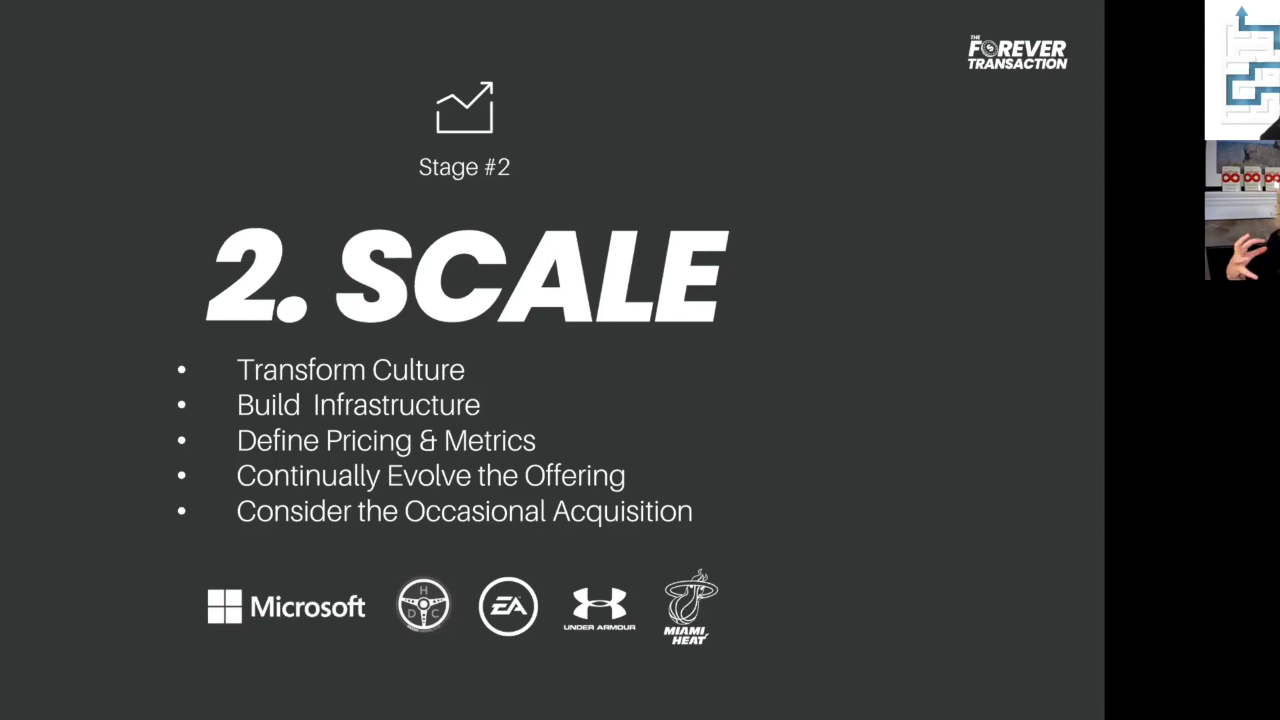 THE
FOREVER
TRANSACTION
Stage #2
2. SCALE
• Transform Culture
• Build Infrastructure
• Define Pricing & Metrics
• Continually Evolve the Offering
• Consider the Occasional Acquisition
Microsoft
H
D C
EA
UNDER ARMOUR
MIAMI
HEAT